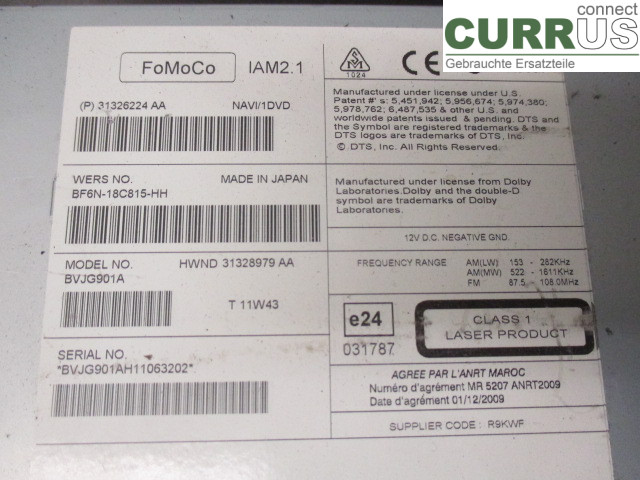 connect
CURRUS
Gebrauchte Ersatzteile
FoMoCo IAM2.1
(P) 31326224 AA NAVI/1DVD
WERS NO. MADE IN JAPAN
BF6N-18C815-HH
MODEL NO. HWND 31328979 AA
BVJG901A
T 11W43
SERIAL NO.
*BVJG901AH11063202*
1024
CE
Manufactured under license under U.S.
Patent #' s: 5,451,942; 5,956,674; 5,974,380;
5,978,762; 6,487,535 & other U.S. and
worldwide patents issued & pending. DTS and
the Symbol are registered trademarks & the
DTS logos are trademarks of DTS, Inc.
© DTS, Inc. All Rights Reserved.
Manufactured under license from Dolby
Laboratories.Dolby and the double-D
symbol are trademarks of Dolby
Laboratories.
12V D.C. NEGATIVE GND.
FREQUENCY RANGE AM(LW) 153 - 282KHz
AM(MW) 522 - 1611KHz
FM 87.5 - 108.0MHz
e24
031787
CLASS 1
LASER PRODUCT
AGREE PAR L'ANRT MAROC
Numéro d'agrément MR 5207 ANRT2009
Date d'agrément 01/12/2009
SUPPLIER CODE : R9KWF